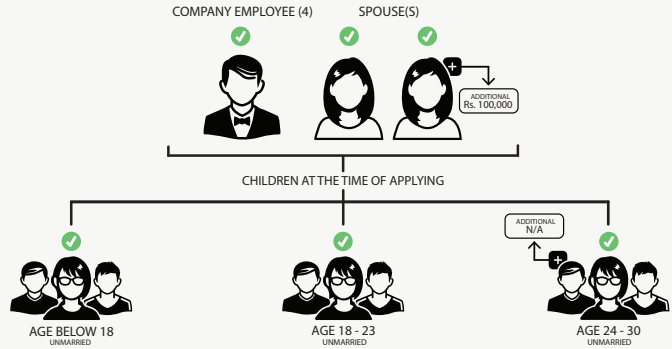 COMPANY EMPLOYEE (4)
SPOUSE(S)
ADDITIONAL
Rs. 100,000
CHILDREN AT THE TIME OF APPLYING
ADDITIONAL
N/A
AGE BELOW 18
UNMARRIED
AGE 18 - 23
UNMARRIED
AGE 24 - 30
UNMARRIED